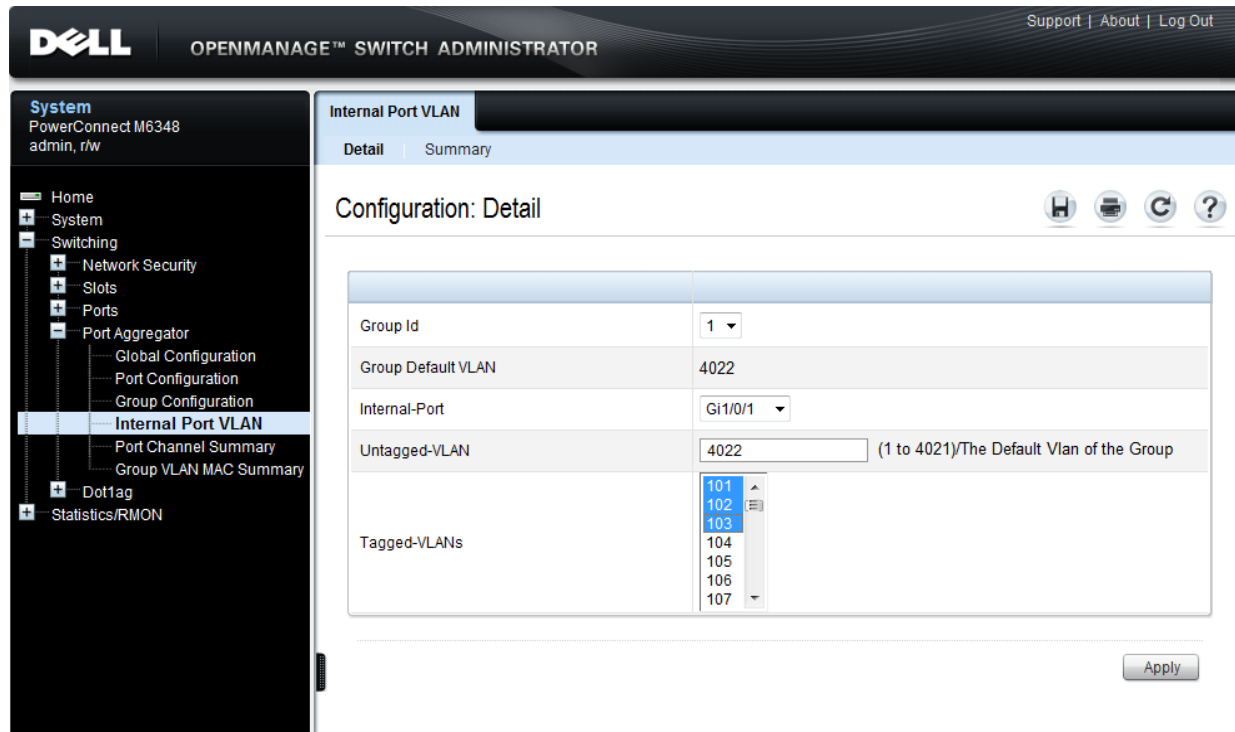 Support | About | Log Out
DELL
OPENMANAGE™ SWITCH ADMINISTRATOR
System
PowerConnect M6348
admin, r/w
Home
System
Switching
Network Security
Slots
Ports
Port Aggregator
Global Configuration
Port Configuration
Group Configuration
Internal Port VLAN
Port Channel Summary
Group VLAN MAC Summary
Dot1ag
Statistics/RMON
Internal Port VLAN
Detail Summary
Configuration: Detail
Group Id 1
Group Default VLAN 4022
Internal-Port Gi1/0/1
Untagged-VLAN 4022 (1 to 4021)/The Default Vlan of the Group
Tagged-VLANs
101
102
103
104
105
106
107
Apply